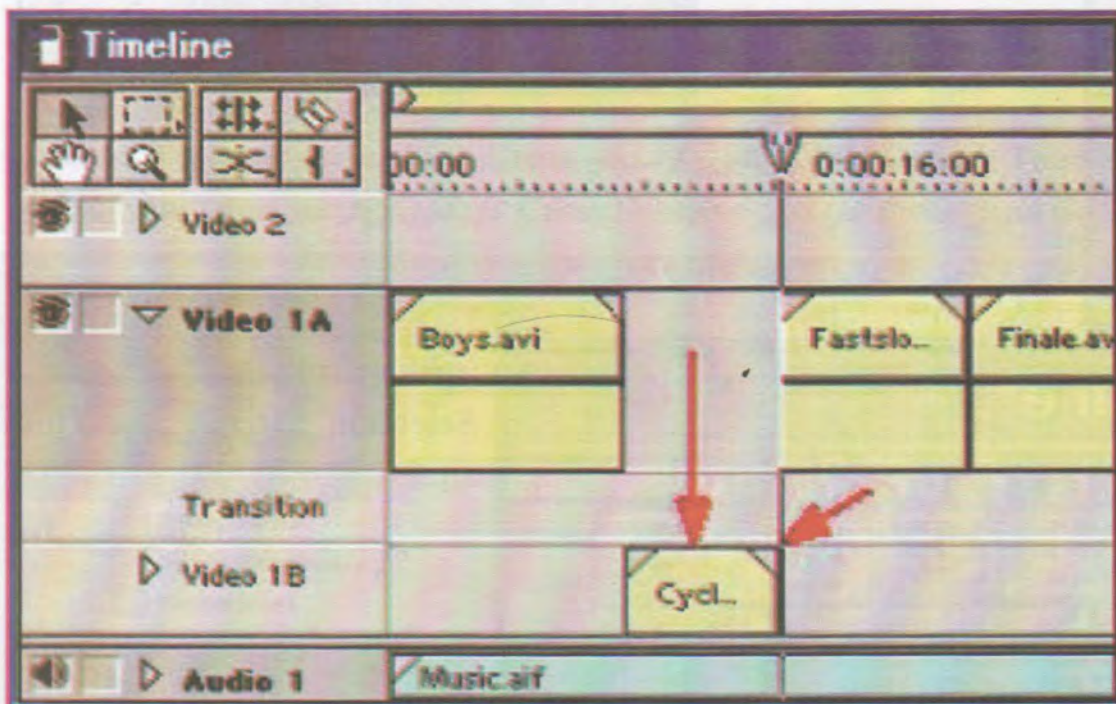 Timeline
00:00 0:00:16:00
Video 2
Video 1A
Boys.avi Fastslo... Finale.av
Transition
Video 1B
Cycl...
Audio 1 Music.aif